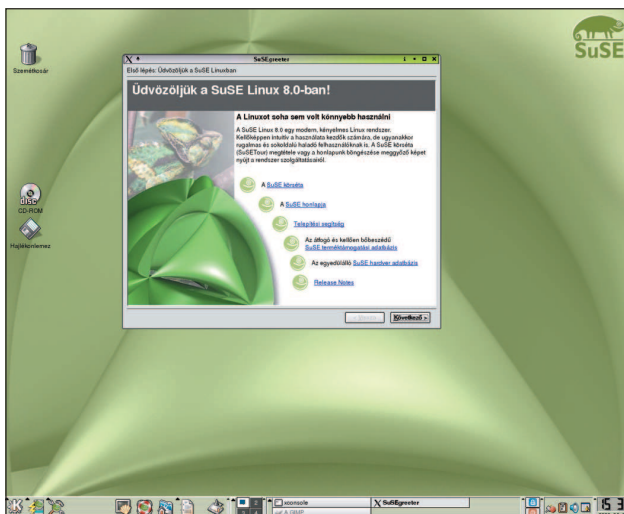 SuSE
Szemétkosár
CD-ROM
Hajlékonlemez
SuSEgreeter
Első lépés: Üdvözöljük a SuSE Linuxban
Üdvözöljük a SuSE Linux 8.0-ban!
A Linuxot soha sem volt könnyebb használni
A SuSE Linux 8.0 egy modern, kényelmes Linux rendszer.
Kellőképpen intuitív a használata kezdők számára, de ugyanakkor
rugalmas és sokoldalú haladó felhasználóknak is. A SuSE körséta
(SuSETour) megtétele vagy a honlapunk böngészése meggyőző képet
nyújt a rendszer szolgáltatásairól.
A SuSE körséta
A SuSE honlapja
Telepítési segítség
Az átfogó és kellően bőbeszédű
SuSE terméktámogatási adatbázis
Az egyedülálló SuSE hardver adatbázis
Release Notes
Következő »
2
xconsole
SuSEgreeter
A GIMP